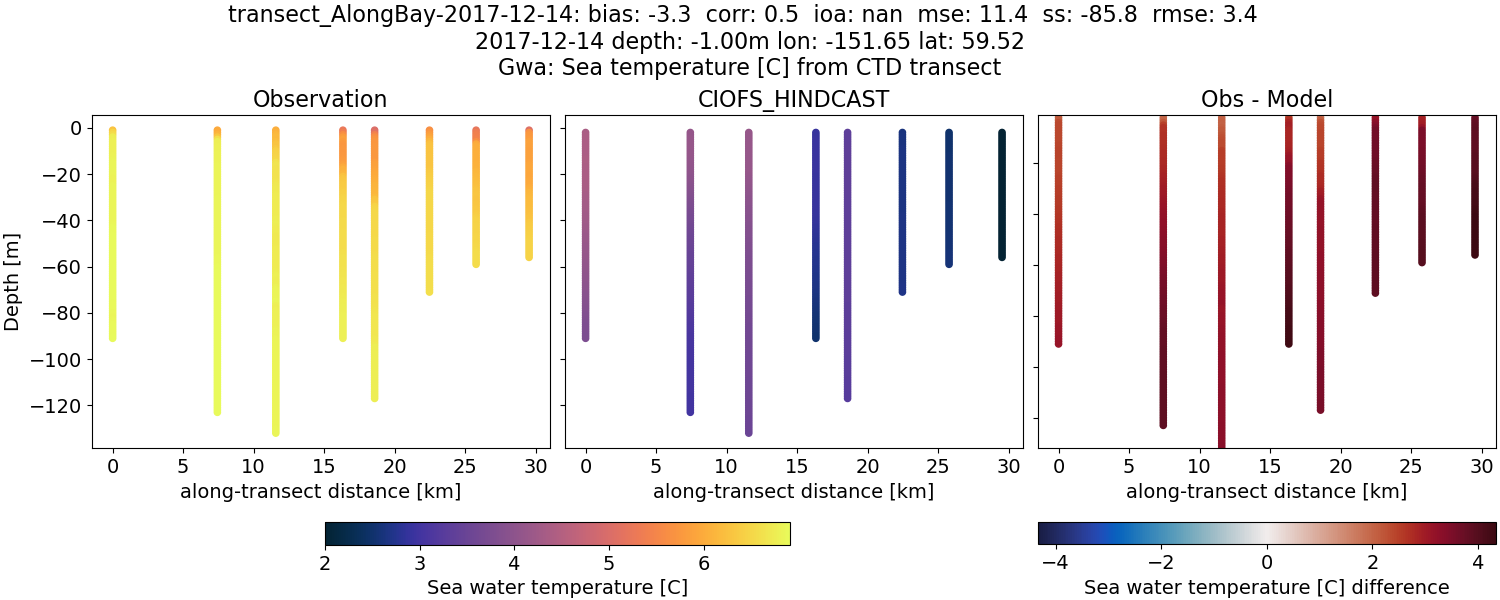 transect_AlongBay-2017-12-14: bias: -3.3 corr: 0.5 ioa: nan mse: 11.4 ss: -85.8 rmse: 3.4
2017-12-14 depth: -1.00m lon: -151.65 lat: 59.52
Gwa: Sea temperature [C] from CTD transect
Observation
CIOFS_HINDCAST
Obs - Model
Depth [m]
0
−20
−40
−60
−80
−100
−120
0 5 10 15 20 25 30
0 5 10 15 20 25 30
0 5 10 15 20 25 30
along-transect distance [km]
along-transect distance [km]
along-transect distance [km]
2 3 4 5 6
Sea water temperature [C]
−4 −2 0 2 4
Sea water temperature [C] difference